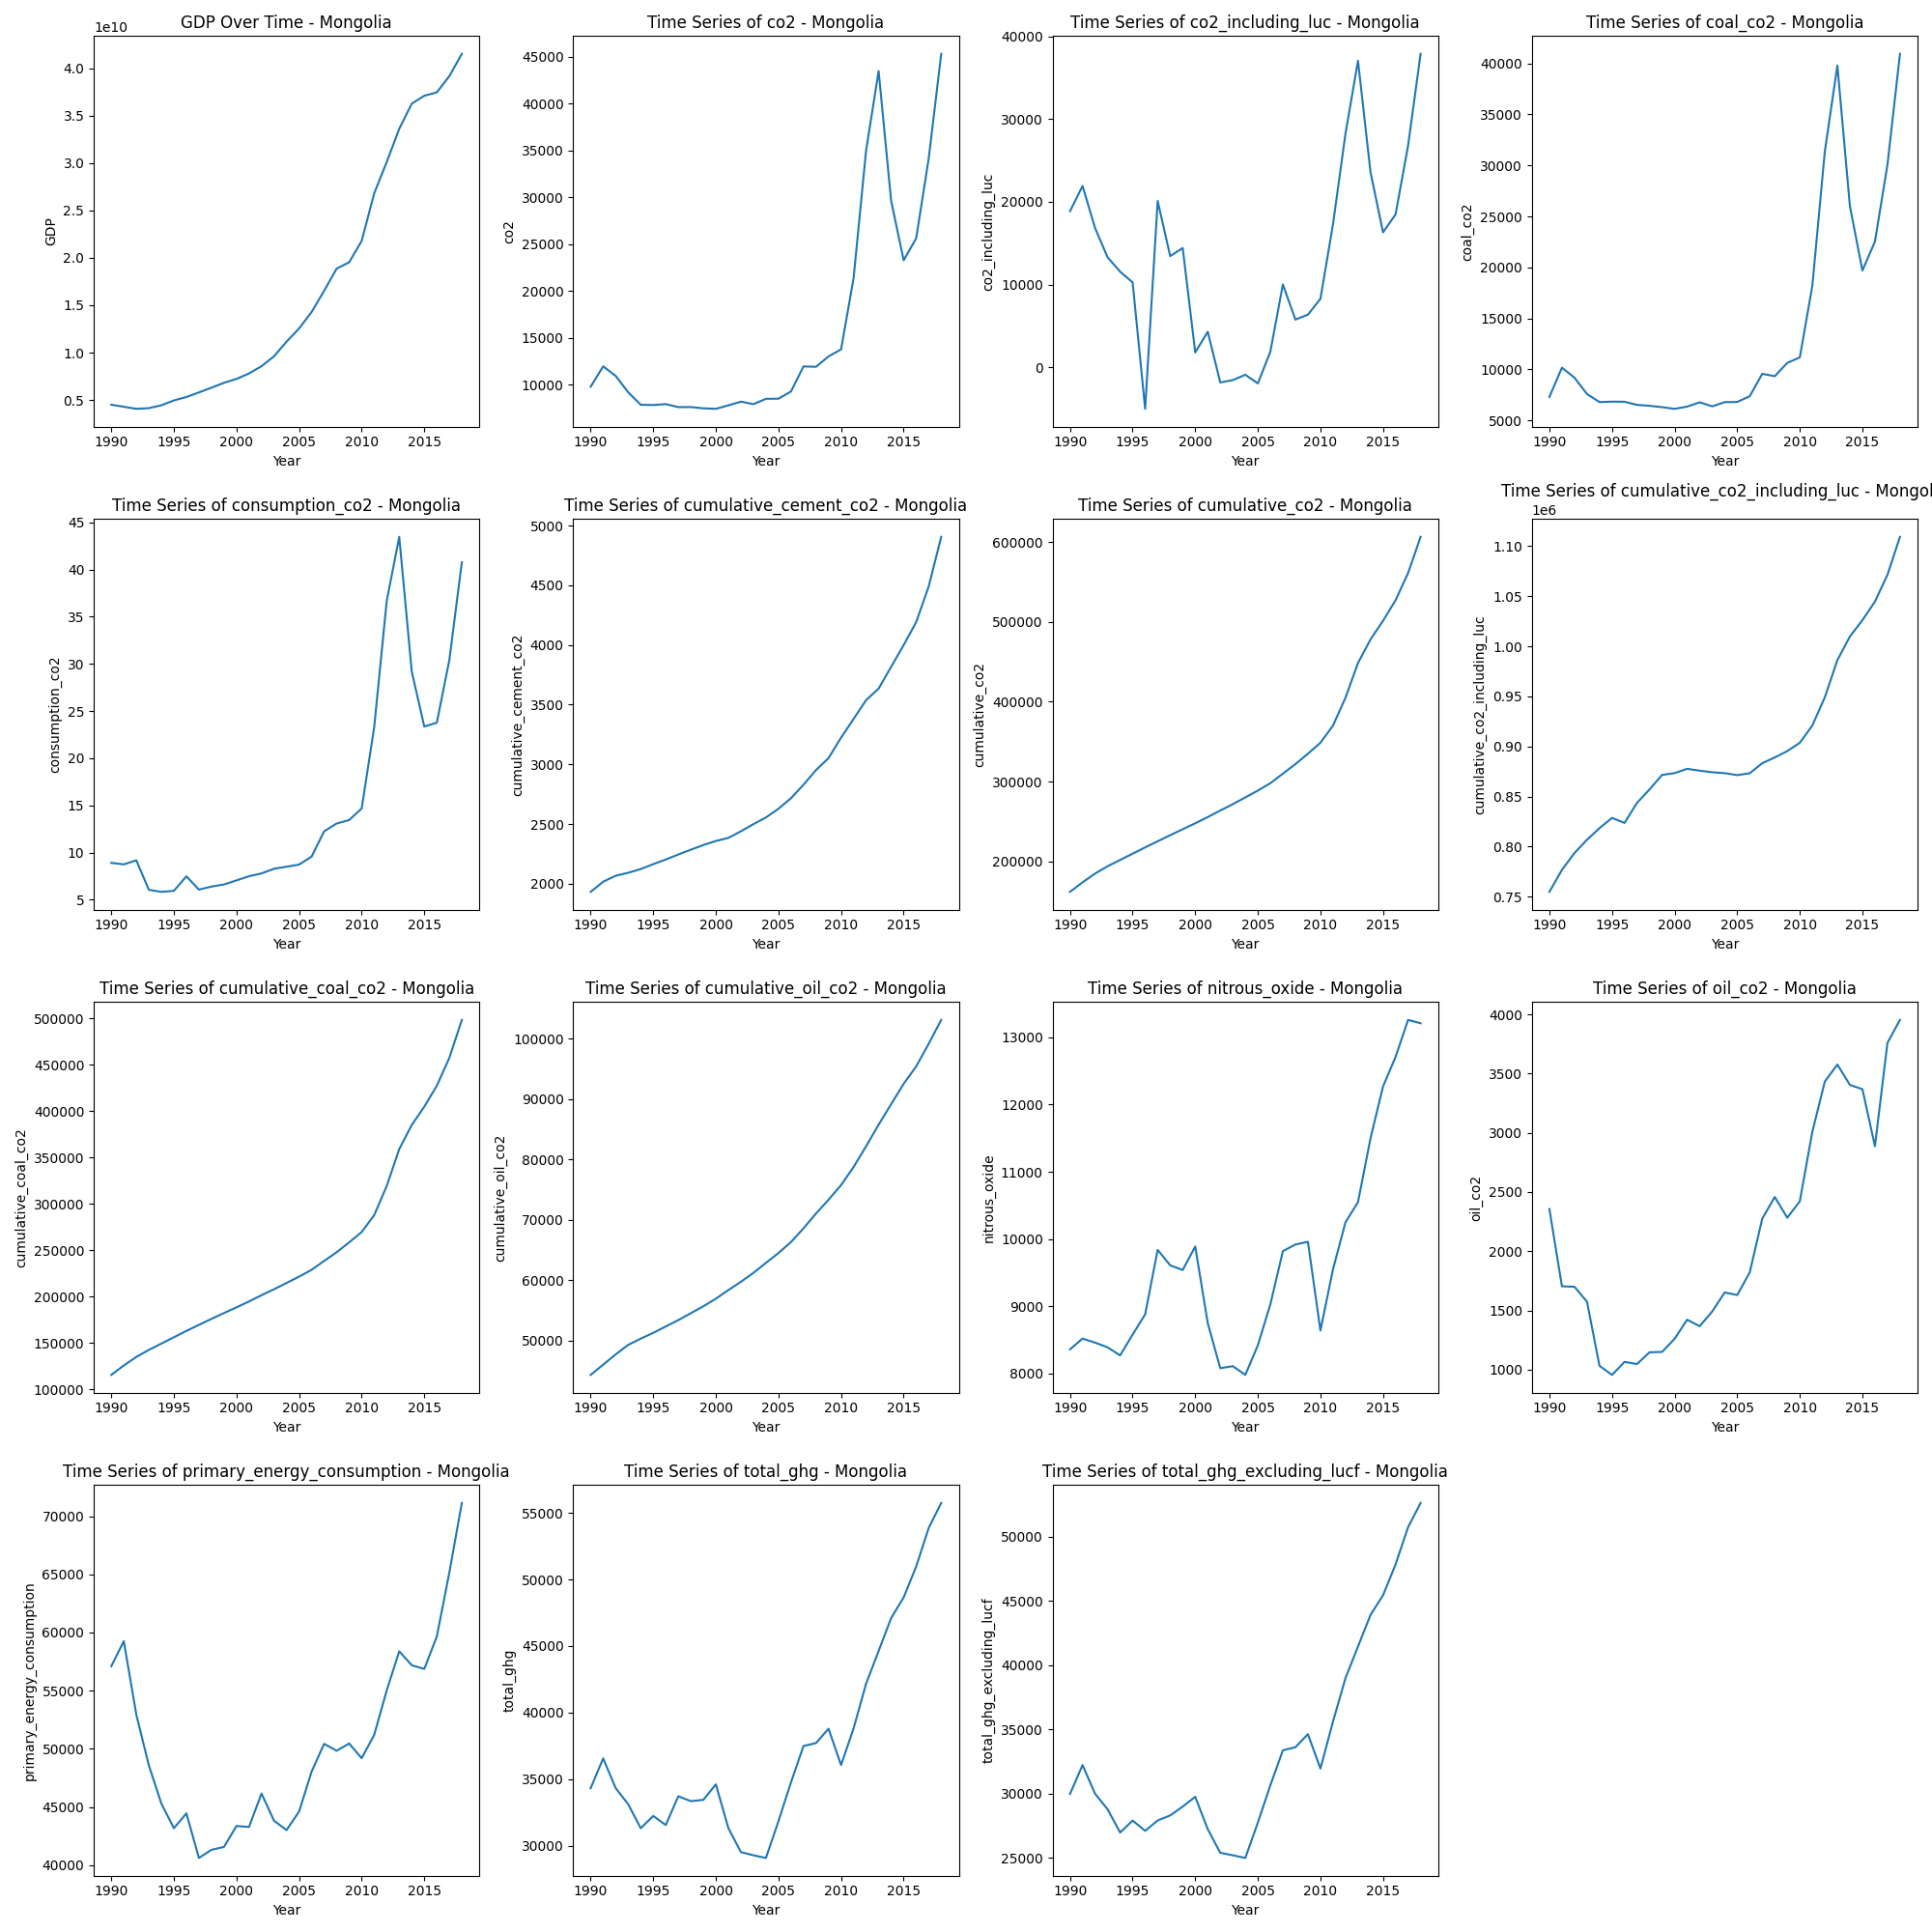 GDP Over Time - Mongolia
1e10
4.0
3.5
3.0
2.5
2.0
1.5
1.0
0.5
GDP
1990 1995 2000 2005 2010 2015
Year
Time Series of co2 - Mongolia
45000
40000
35000
30000
25000
20000
15000
10000
co2
1990 1995 2000 2005 2010 2015
Year
Time Series of co2_including_luc - Mongolia
40000
30000
20000
10000
0
co2_including_luc
1990 1995 2000 2005 2010 2015
Year
Time Series of coal_co2 - Mongolia
40000
35000
30000
25000
20000
15000
10000
5000
coal_co2
1990 1995 2000 2005 2010 2015
Year
Time Series of consumption_co2 - Mongolia
45
40
35
30
25
20
15
10
5
consumption_co2
1990 1995 2000 2005 2010 2015
Year
Time Series of cumulative_cement_co2 - Mongolia
5000
4500
4000
3500
3000
2500
2000
cumulative_cement_co2
1990 1995 2000 2005 2010 2015
Year
Time Series of cumulative_co2 - Mongolia
600000
500000
400000
300000
200000
cumulative_co2
1990 1995 2000 2005 2010 2015
Year
Time Series of cumulative_co2_including_luc - Mongol
1e6
1.10
1.05
1.00
0.95
0.90
0.85
0.80
0.75
cumulative_co2_including_luc
1990 1995 2000 2005 2010 2015
Year
Time Series of cumulative_coal_co2 - Mongolia
500000
450000
400000
350000
300000
250000
200000
150000
100000
cumulative_coal_co2
1990 1995 2000 2005 2010 2015
Year
Time Series of cumulative_oil_co2 - Mongolia
100000
90000
80000
70000
60000
50000
cumulative_oil_co2
1990 1995 2000 2005 2010 2015
Year
Time Series of nitrous_oxide - Mongolia
13000
12000
11000
10000
9000
8000
nitrous_oxide
1990 1995 2000 2005 2010 2015
Year
Time Series of oil_co2 - Mongolia
4000
3500
3000
2500
2000
1500
1000
oil_co2
1990 1995 2000 2005 2010 2015
Year
Time Series of primary_energy_consumption - Mongolia
70000
65000
60000
55000
50000
45000
40000
primary_energy_consumption
1990 1995 2000 2005 2010 2015
Year
Time Series of total_ghg - Mongolia
55000
50000
45000
40000
35000
30000
total_ghg
1990 1995 2000 2005 2010 2015
Year
Time Series of total_ghg_excluding_lucf - Mongolia
50000
45000
40000
35000
30000
25000
total_ghg_excluding_lucf
1990 1995 2000 2005 2010 2015
Year